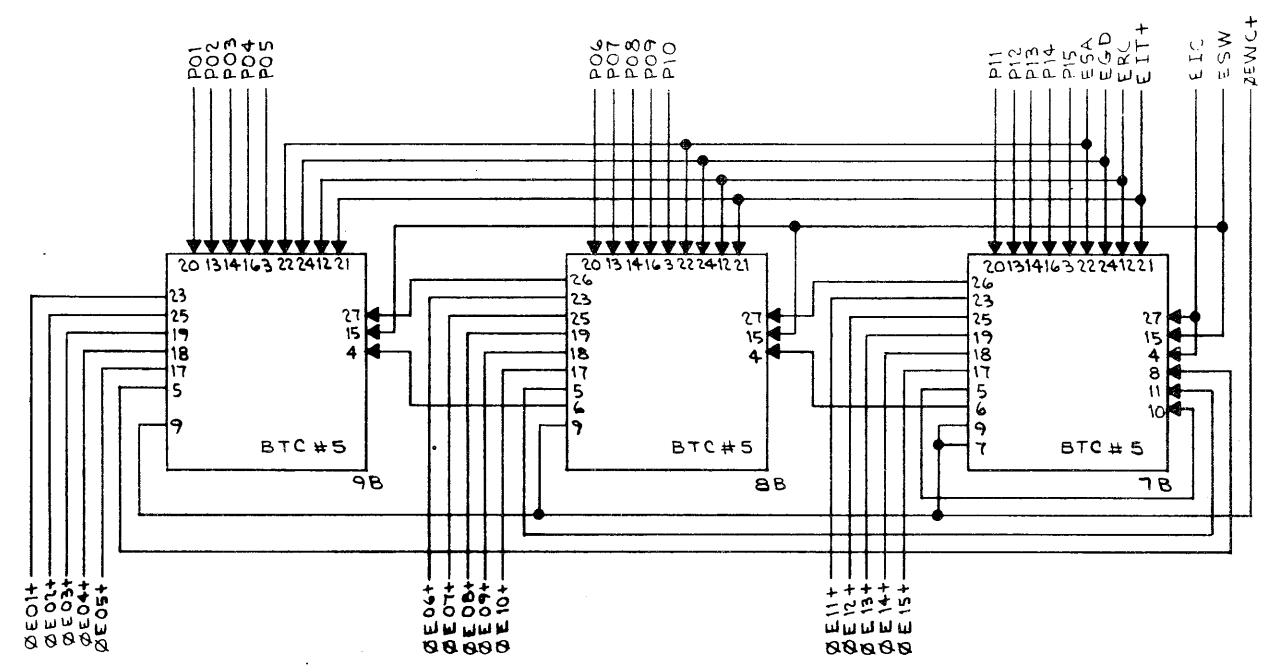 P01 P02 P03 P04 P05
P06 P07 P08 P09 P10
P11 P12 P13 P14 P15 ESA EGD ERC EIT+ EIC ESW ØEWC+
20 13 14 16 3 22 24 12 21
23
25
19
18
17
5
9
27
15
4
BTC #5
9B
20 13 14 16 3 22 24 12 21
26
23
25
19
18
17
5
6
9
27
15
4
BTC #5
8B
20 13 14 16 3 22 24 12 21
26
23
25
19
18
17
5
6
9
7
27
15
4
8
11
10
BTC #5
7B
ØE01+ ØE02+ ØE03+ ØE04+ ØE05+
ØE06+ ØE07+ ØE08+ ØE09+ ØE10+
ØE11+ ØE12+ ØE13+ ØE14+ ØE15+